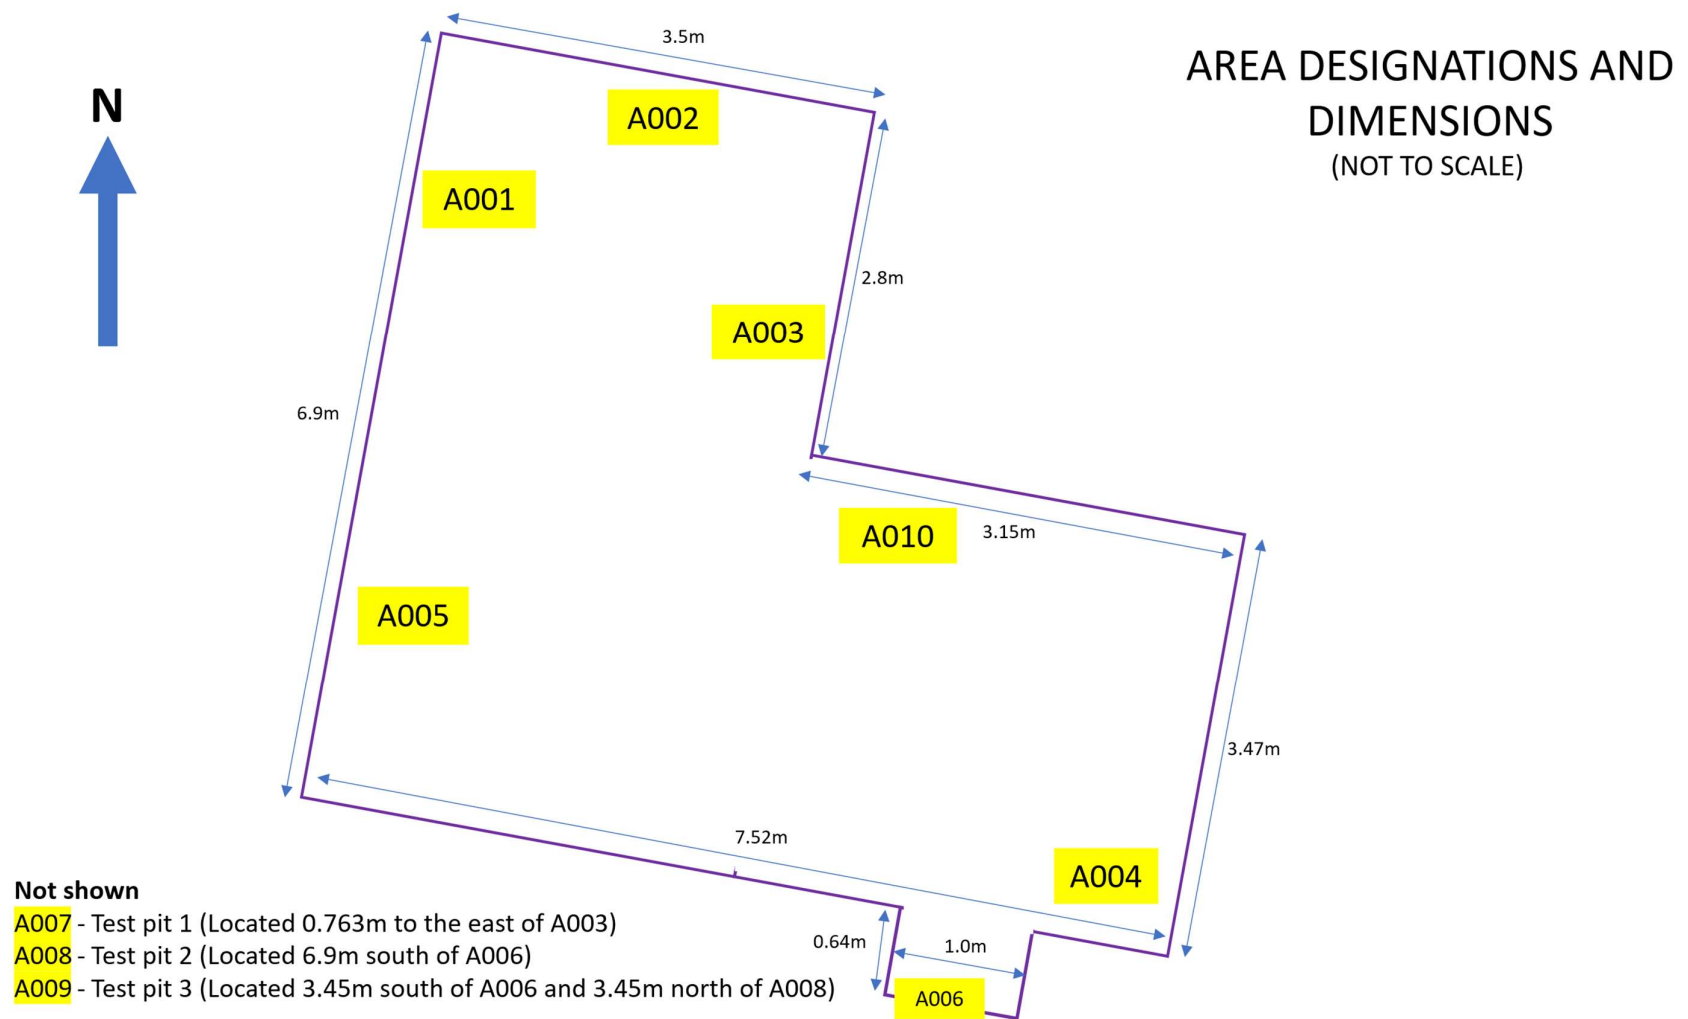 AREA DESIGNATIONS AND
DIMENSIONS
(NOT TO SCALE)
N
3.5m
A002
A001
2.8m
A003
6.9m
A010
3.15m
A005
3.47m
7.52m
A004
0.64m
1.0m
A006
Not shown
A007 - Test pit 1 (Located 0.763m to the east of A003)
A008 - Test pit 2 (Located 6.9m south of A006)
A009 - Test pit 3 (Located 3.45m south of A006 and 3.45m north of A008)